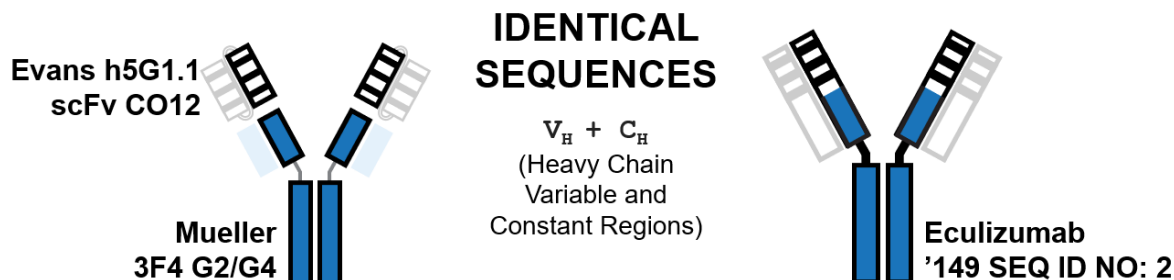 Evans h5G1.1
scFv CO12
IDENTICAL
SEQUENCES
VH + CH
(Heavy Chain
Variable and
Constant Regions)
Mueller
3F4 G2/G4
Eculizumab
’149 SEQ ID NO: 2